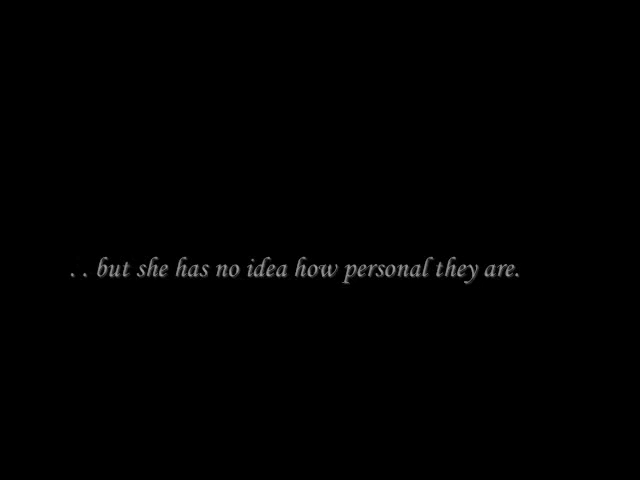 . . but she has no idea how personal they are.